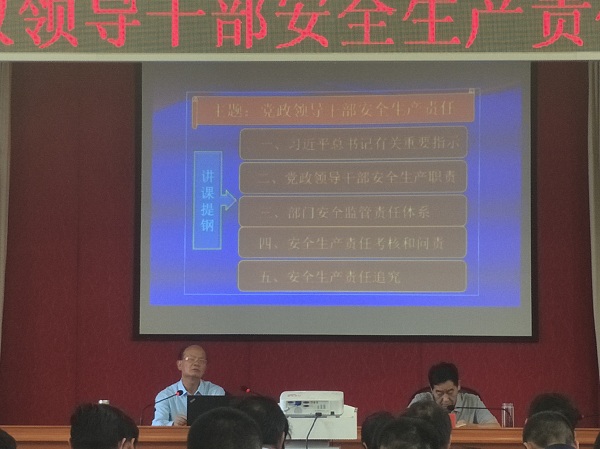 政领导干部安全生产责任
主题：党政领导干部安全生产责任
讲课提纲
一、习近平总书记有关重要指示
二、党政领导干部安全生产职责
三、部门安全监管责任体系
四、安全生产责任考核和问责
五、安全生产责任追究